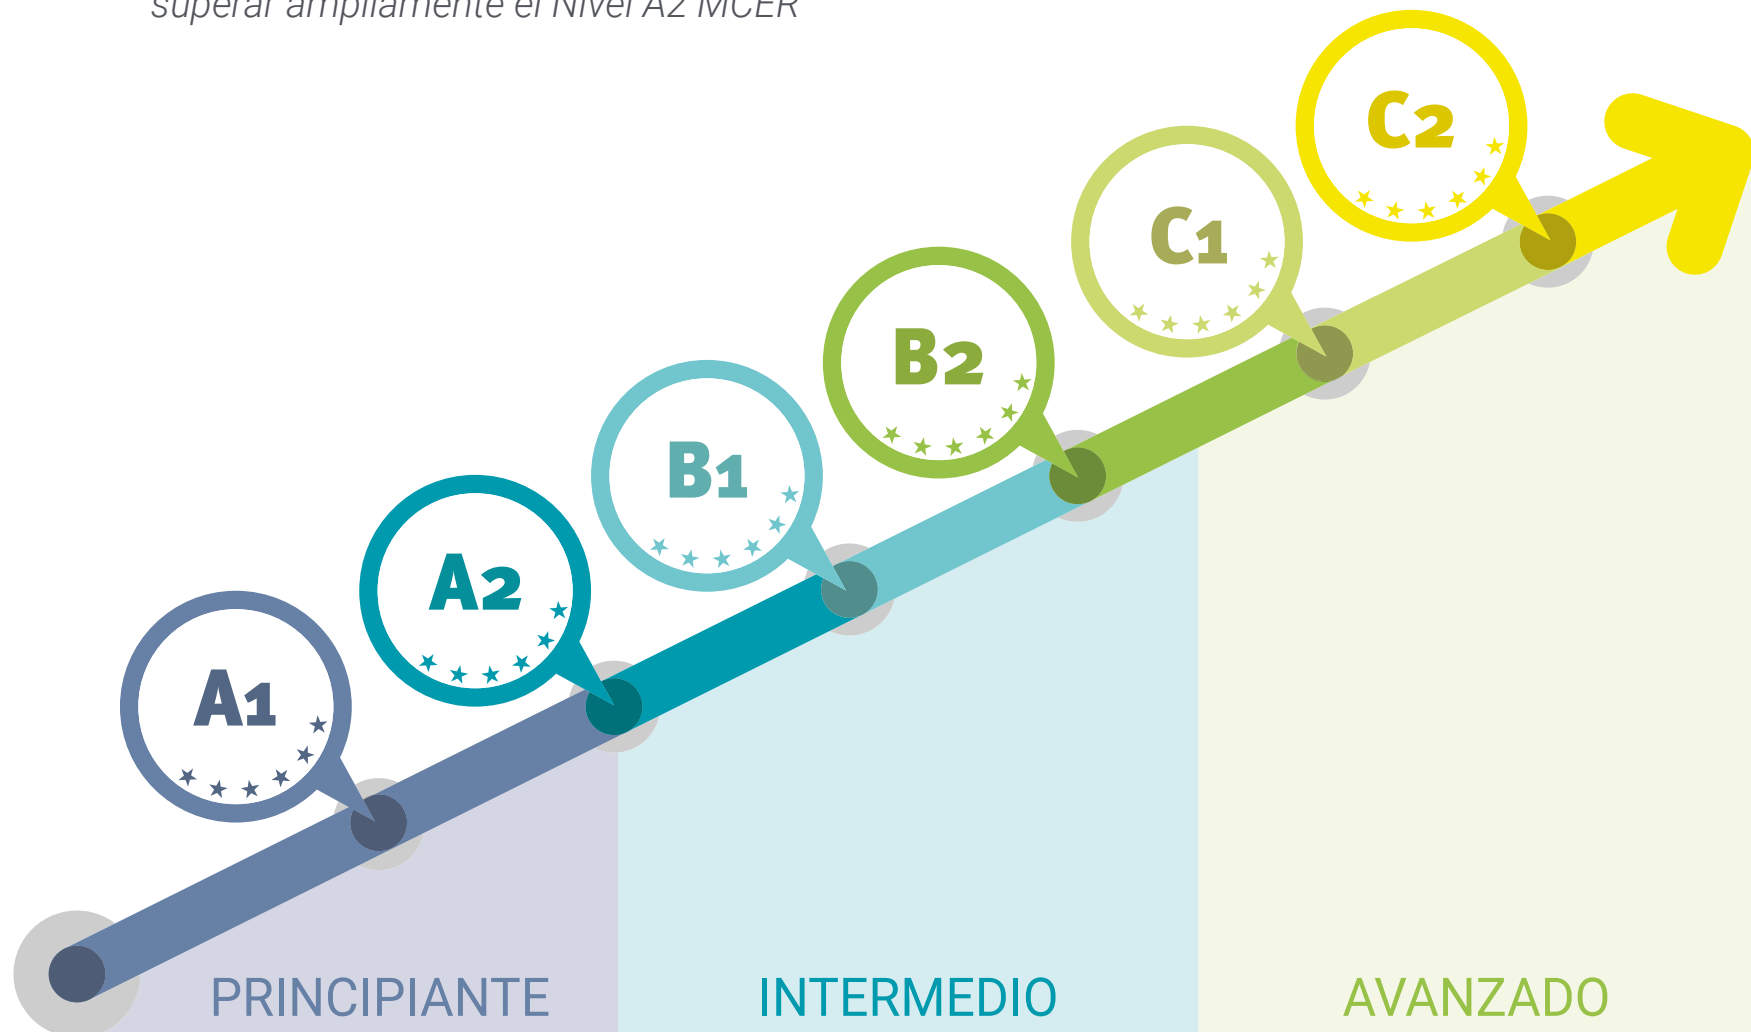 superar ampliamente el Nivel A2 MCER
C2
C1
B2
B1
A2
A1
PRINCIPIANTE
INTERMEDIO
AVANZADO